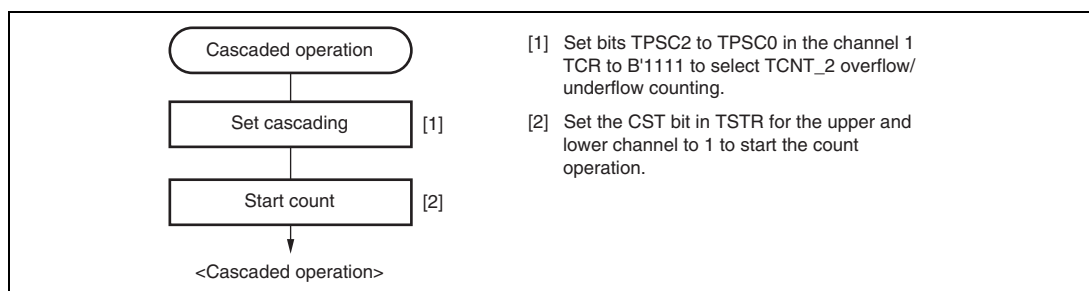 Cascaded operation
Set cascading
[1]
Start count
[2]
<Cascaded operation>
[1] Set bits TPSC2 to TPSC0 in the channel 1
TCR to B'1111 to select TCNT_2 overflow/
underflow counting.
[2] Set the CST bit in TSTR for the upper and
lower channel to 1 to start the count
operation.